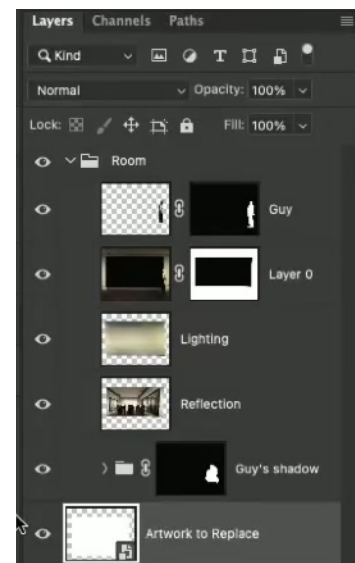 Layers Channels Paths
Kind
Normal Opacity: 100%
Lock: Fill: 100%
Room
Guy
Layer 0
Lighting
Reflection
Guy's shadow
Artwork to Replace